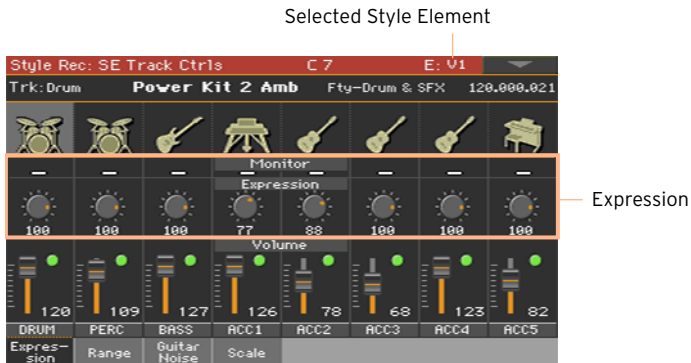 Selected Style Element
Style Rec: SE Track Ctrls C 7 E: V1
Trk:Drum Power Kit 2 Amb Fty-Drum & SFX 120.000.021
Monitor
Expression
Expression
100 100 100 77 88 100 100 100
Volume
120 109 127 126 78 68 123 82
DRUM PERC BASS ACC1 ACC2 ACC3 ACC4 ACC5
Expres-
sion Range Guitar
Noise Scale